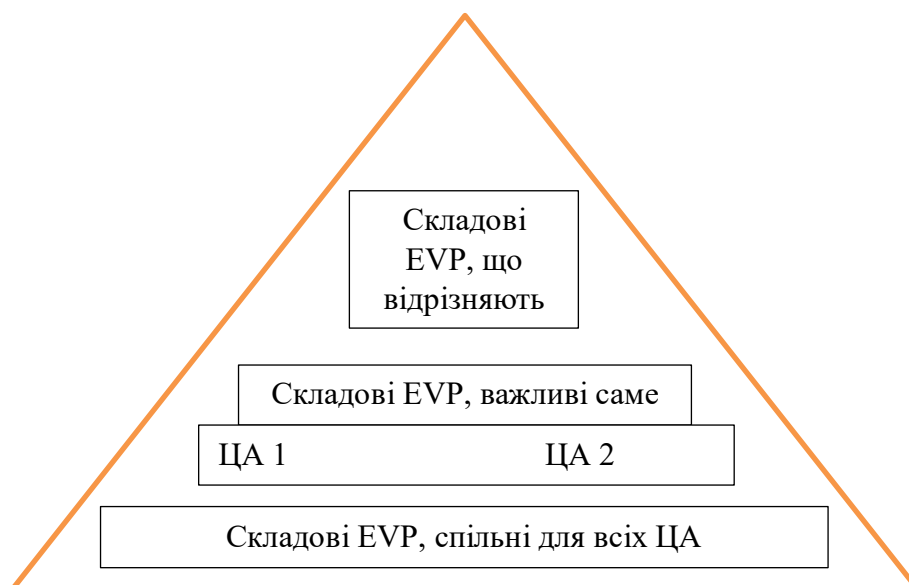 Складові
EVP, що
відрізняють
Складові EVP, важливі саме
ЦА 1 ЦА 2
Складові EVP, спільні для всіх ЦА